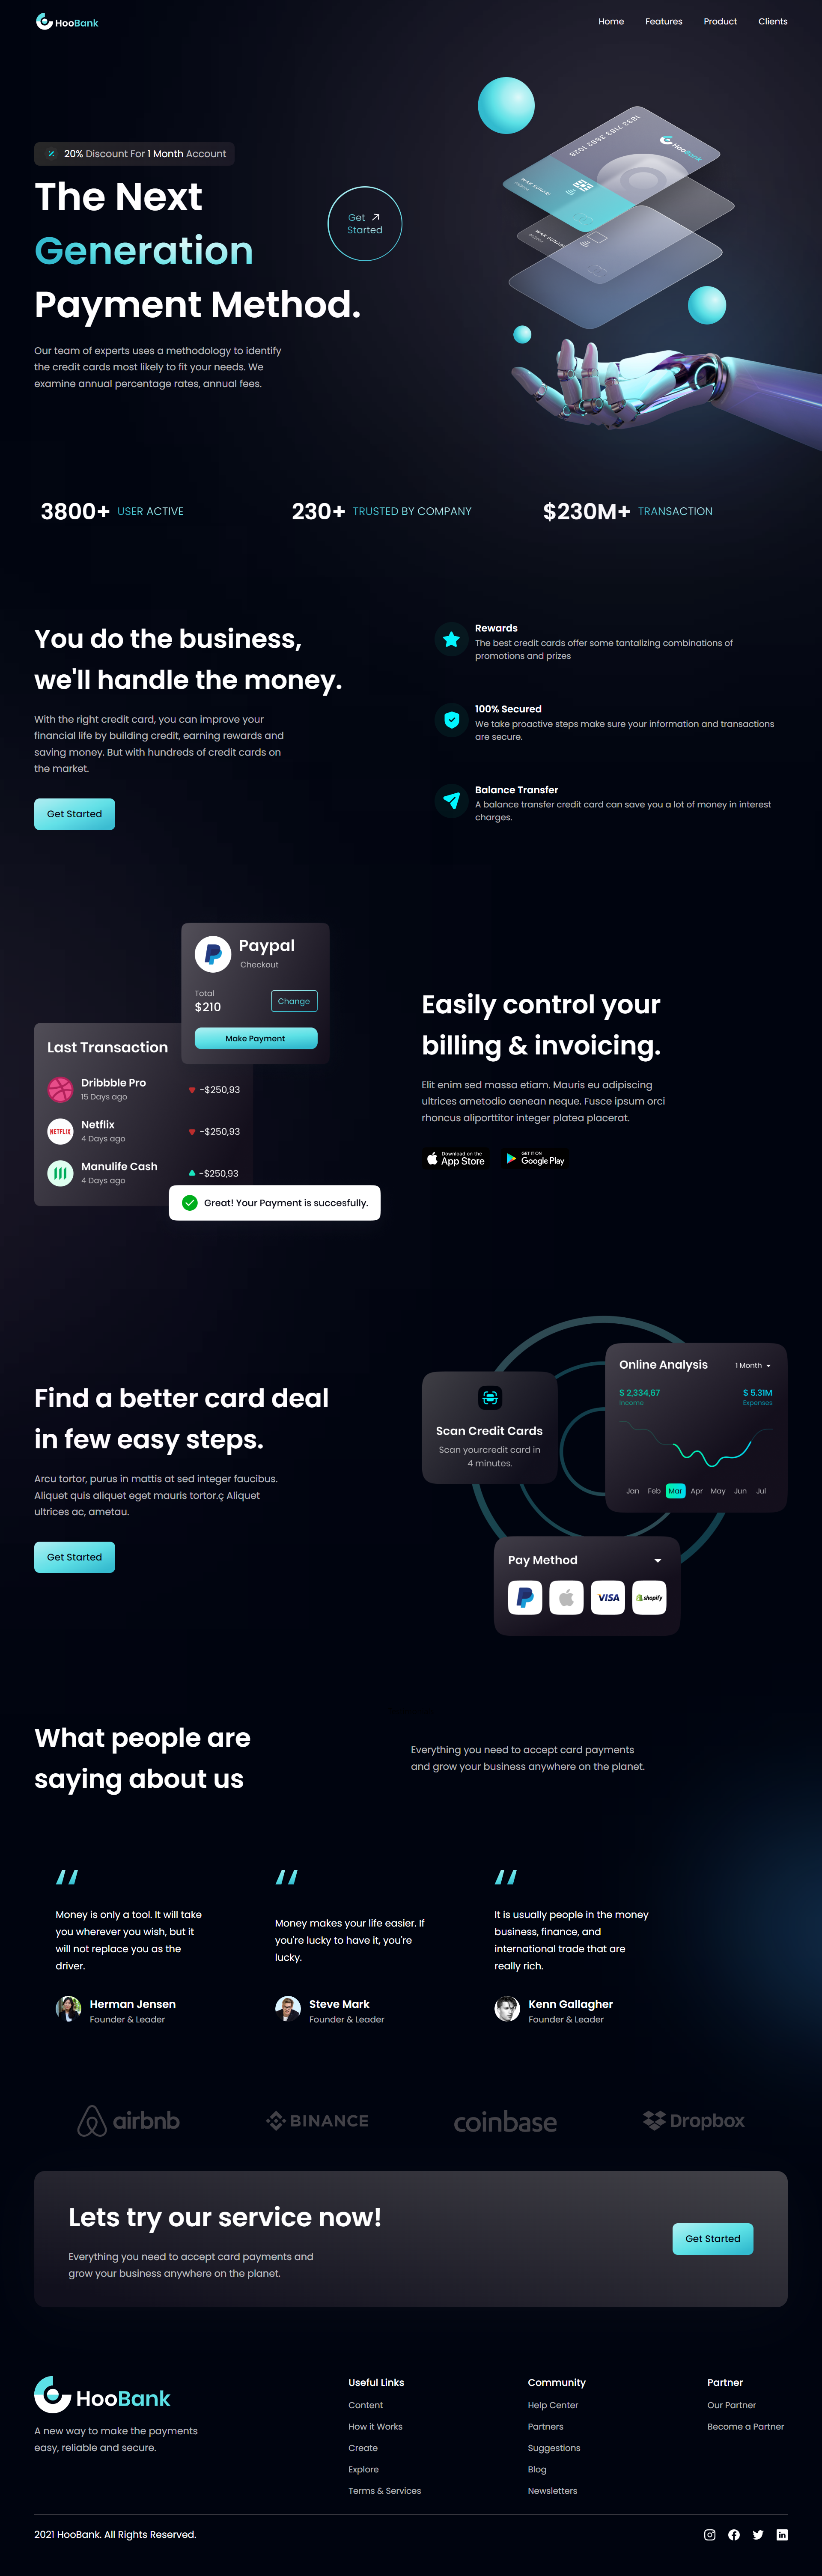 HooBank
Home Features Product Clients
20% Discount For 1 Month Account
The Next
Generation
Payment Method.
Get
Started
Our team of experts uses a methodology to identify
the credit cards most likely to fit your needs. We
examine annual percentage rates, annual fees.
1833 7163 3892 1028
HooBank
3800+ USER ACTIVE
230+ TRUSTED BY COMPANY
$230M+ TRANSACTION
You do the business,
we'll handle the money.
With the right credit card, you can improve your
financial life by building credit, earning rewards and
saving money. But with hundreds of credit cards on
the market.
Get Started
Rewards
The best credit cards offer some tantalizing combinations of
promotions and prizes
100% Secured
We take proactive steps make sure your information and transactions
are secure.
Balance Transfer
A balance transfer credit card can save you a lot of money in interest
charges.
Paypal
Checkout
Total
$210
Change
Make Payment
Last Transaction
Dribbble Pro
15 Days ago
-$250,93
NETFLIX
Netflix
4 Days ago
-$250,93
Manulife Cash
4 Days ago
-$250,93
Great! Your Payment is succesfully.
Easily control your
billing & invoicing.
Elit enim sed massa etiam. Mauris eu adipiscing
ultrices ametodio aenean neque. Fusce ipsum orci
rhoncus aliporttitor integer platea placerat.
Download on the
App Store
GET IT ON
Google Play
Find a better card deal
in few easy steps.
Arcu tortor, purus in mattis at sed integer faucibus.
Aliquet quis aliquet eget mauris tortor.ç Aliquet
ultrices ac, ametau.
Get Started
Scan Credit Cards
Scan yourcredit card in
4 minutes.
Online Analysis
1 Month
$ 2,334,67
Income
$ 5.31M
Expenses
Jan Feb Mar Apr May Jun Jul
Pay Method
VISA
shopify
What people are
saying about us
Everything you need to accept card payments
and grow your business anywhere on the planet.
“
Money is only a tool. It will take
you wherever you wish, but it
will not replace you as the
driver.
Herman Jensen
Founder & Leader
“
Money makes your life easier. If
you're lucky to have it, you're
lucky.
Steve Mark
Founder & Leader
“
It is usually people in the money
business, finance, and
international trade that are
really rich.
Kenn Gallagher
Founder & Leader
airbnb
BINANCE
coinbase
Dropbox
Lets try our service now!
Everything you need to accept card payments and
grow your business anywhere on the planet.
Get Started
HooBank
A new way to make the payments
easy, reliable and secure.
Useful Links
Content
How it Works
Create
Explore
Terms & Services
Community
Help Center
Partners
Suggestions
Blog
Newsletters
Partner
Our Partner
Become a Partner
2021 HooBank. All Rights Reserved.